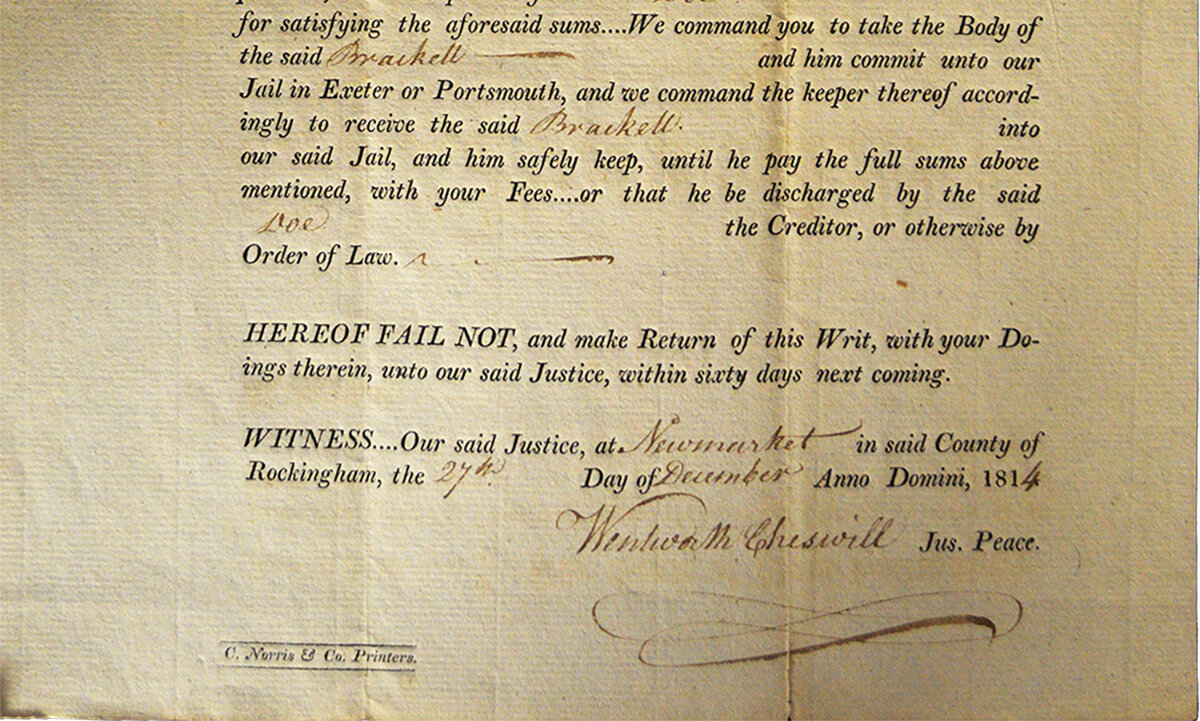 for satisfying the aforesaid sums....We command you to take the Body of
the said Brackett and him commit unto our
Jail in Exeter or Portsmouth, and we command the keeper thereof accord-
ingly to receive the said Brackett. into
our said Jail, and him safely keep, until he pay the full sums above
mentioned, with your Fees....or that he be discharged by the said
Doe the Creditor, or otherwise by
Order of Law.
HEREOF FAIL NOT, and make Return of this Writ, with your Do-
ings therein, unto our said Justice, within sixty days next coming.
WITNESS....Our said Justice, at Newmarket in said County of
Rockingham, the 27th. Day of December Anno Domini, 1814
Wentworth Cheswill Jus. Peace.
C. Norris & Co. Printers.